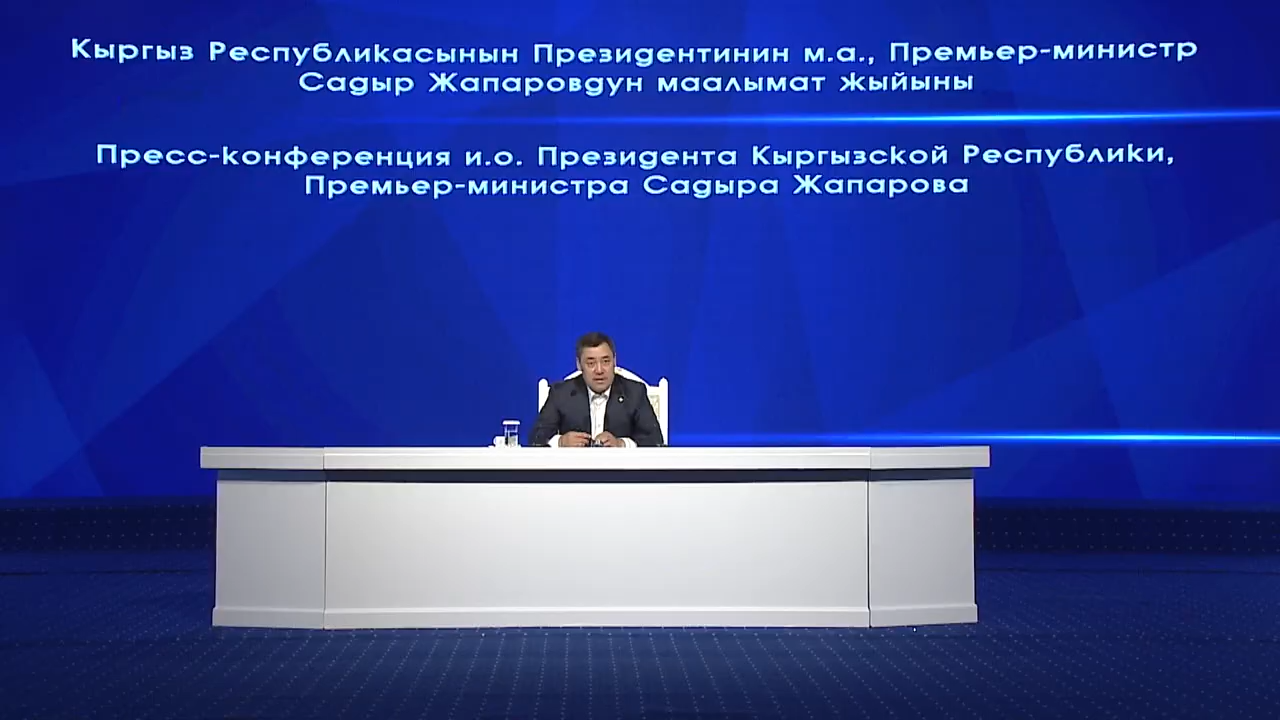 Кыргыз Республикасынын Президентинин м.а., Премьер-министр
Садыр Жапаровдун маалымат жыйыны
Пресс-конференция и.о. Президента Кыргызской Республики,
Премьер-министра Садыра Жапарова